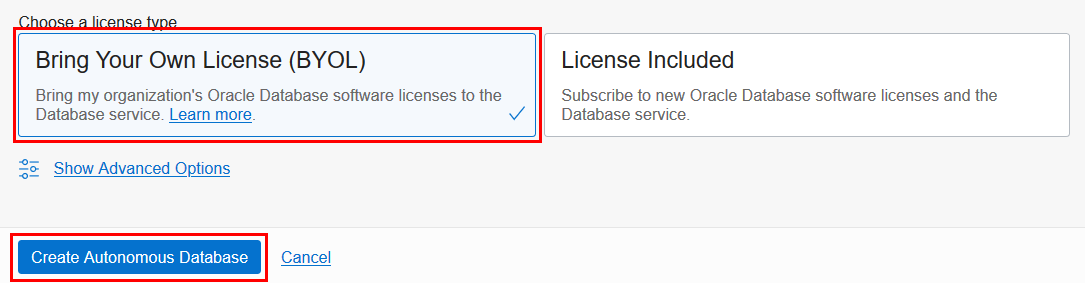 Choose a license type
Bring Your Own License (BYOL)
Bring my organization's Oracle Database software licenses to the
Database service. Learn more.
License Included
Subscribe to new Oracle Database software licenses and the
Database service.
Show Advanced Options
Create Autonomous Database
Cancel